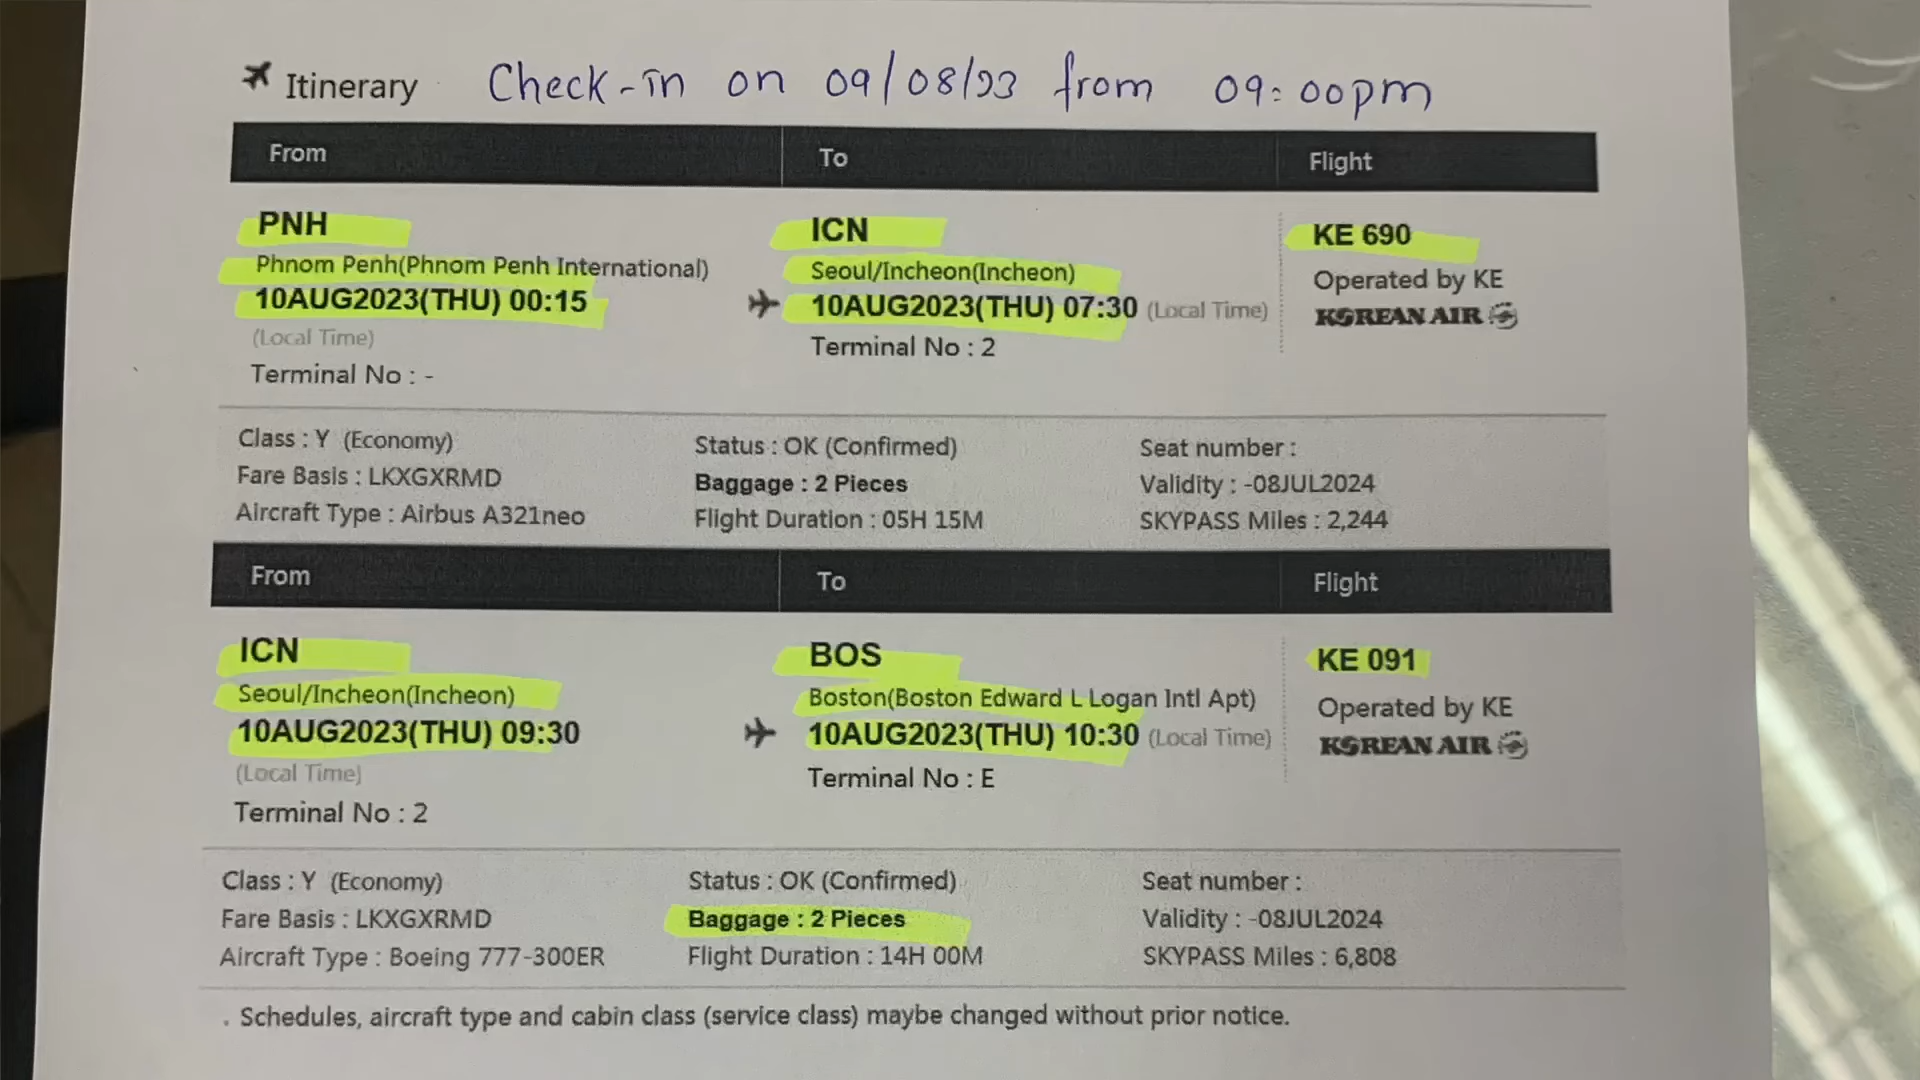 Itinerary Check-in on 09/08/23 from 09:00pm
From To Flight
PNH ICN KE 690
Phnom Penh(Phnom Penh International) Seoul/Incheon(Incheon) Operated by KE
10AUG2023(THU) 00:15 10AUG2023(THU) 07:30 (Local Time) KOREAN AIR
(Local Time) Terminal No : 2
Terminal No : -
Class : Y (Economy) Status : OK (Confirmed) Seat number :
Fare Basis : LKXGXRMD Baggage : 2 Pieces Validity : -08JUL2024
Aircraft Type : Airbus A321neo Flight Duration : 05H 15M SKYPASS Miles : 2,244
From To Flight
ICN BOS KE 091
Seoul/Incheon(Incheon) Boston(Boston Edward L Logan Intl Apt) Operated by KE
10AUG2023(THU) 09:30 10AUG2023(THU) 10:30 (Local Time) KOREAN AIR
(Local Time) Terminal No : E
Terminal No : 2
Class : Y (Economy) Status : OK (Confirmed) Seat number :
Fare Basis : LKXGXRMD Baggage : 2 Pieces Validity : -08JUL2024
Aircraft Type : Boeing 777-300ER Flight Duration : 14H 00M SKYPASS Miles : 6,808
. Schedules, aircraft type and cabin class (service class) maybe changed without prior notice.